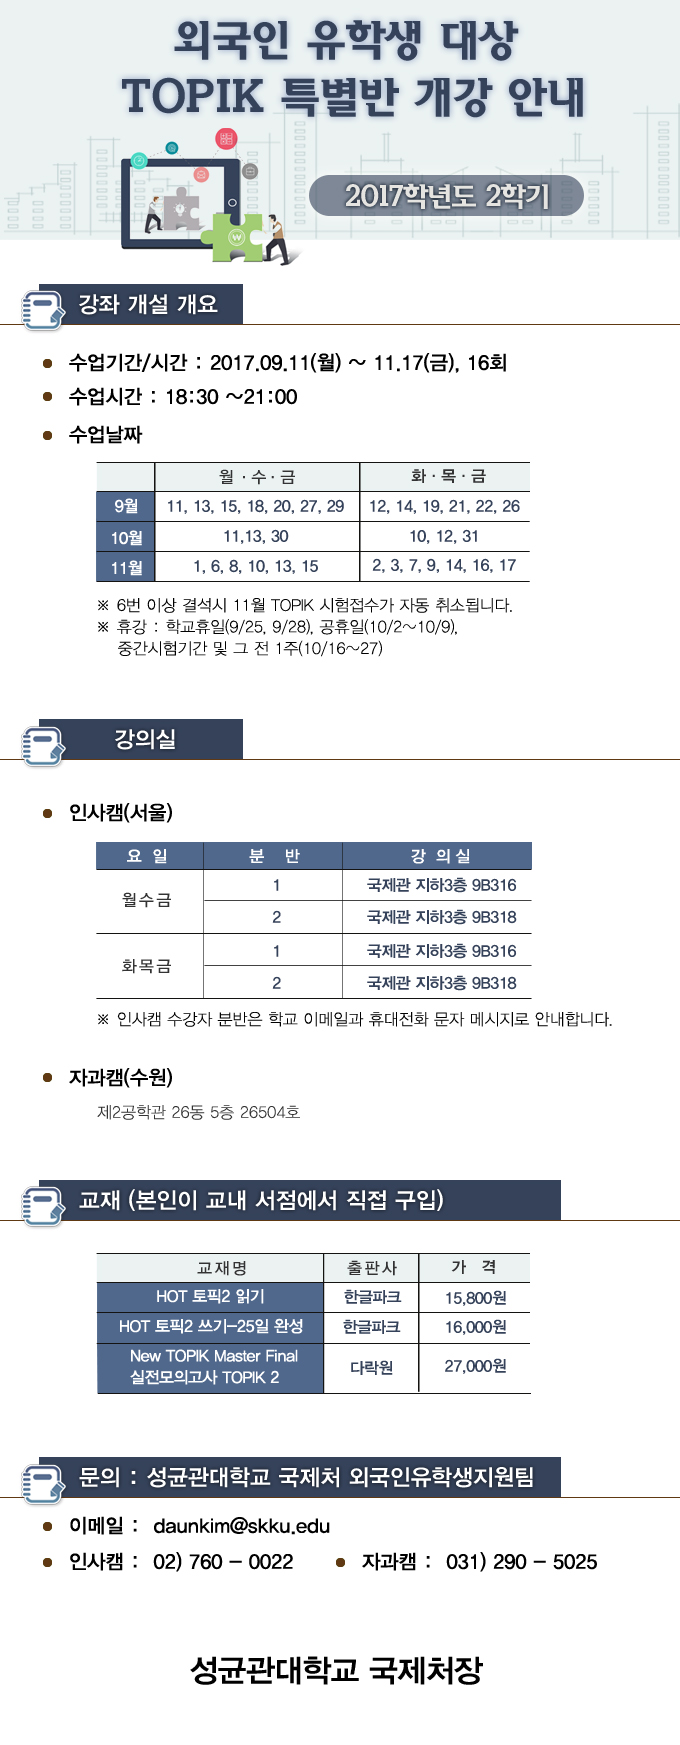 외국인 유학생 대상
TOPIK 특별반 개강 안내
2017학년도 2학기
강좌 개설 개요
수업기간/시간 : 2017.09.11(월) ~ 11.17(금), 16회
수업시간 : 18:30 ~21:00
수업날짜
월·수·금 화·목·금
9월 11, 13, 15, 18, 20, 27, 29 12, 14, 19, 21, 22, 26
10월 11,13, 30 10, 12, 31
11월 1, 6, 8, 10, 13, 15 2, 3, 7, 9, 14, 16, 17
※ 6번 이상 결석시 11월 TOPIK 시험접수가 자동 취소됩니다.
※ 휴강 : 학교휴일(9/25, 9/28), 공휴일(10/2~10/9),
중간시험기간 및 그 전 1주(10/16~27)
강의실
인사캠(서울)
요 일 분 반 강 의 실
월수금 1 국제관 지하3층 9B316
2 국제관 지하3층 9B318
화목금 1 국제관 지하3층 9B316
2 국제관 지하3층 9B318
※ 인사캠 수강자 분반은 학교 이메일과 휴대전화 문자 메시지로 안내합니다.
자과캠(수원)
제2공학관 26동 5층 26504호
교재 (본인이 교내 서점에서 직접 구입)
교재명 출판사 가 격
HOT 토픽2 읽기 한글파크 15,800원
HOT 토픽2 쓰기-25일 완성 한글파크 16,000원
New TOPIK Master Final
실전모의고사 TOPIK 2 다락원 27,000원
문의 : 성균관대학교 국제처 외국인유학생지원팀
이메일 : daunkim@skku.edu
인사캠 : 02) 760 - 0022 자과캠 : 031) 290 - 5025
성균관대학교 국제처장